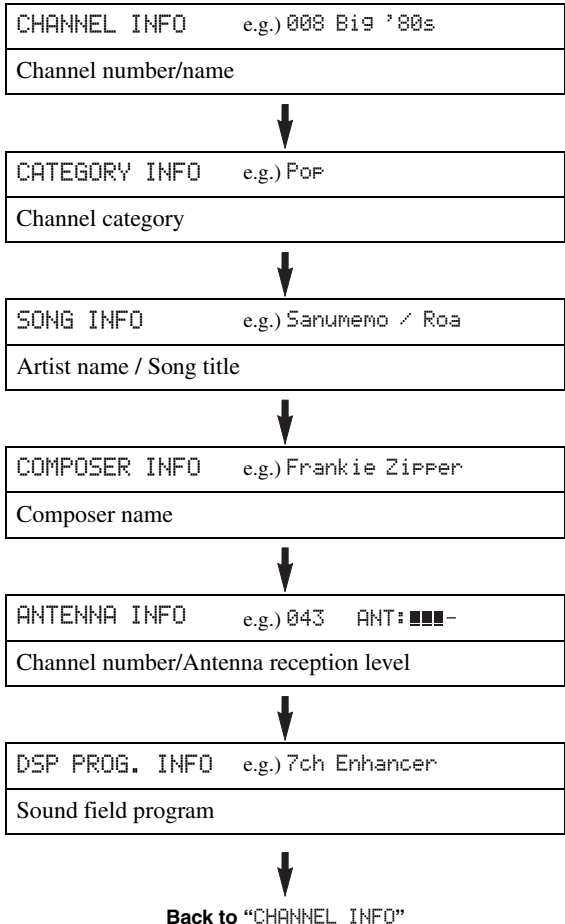 CHANNEL INFO e.g.) 008 Big '80s
Channel number/name
CATEGORY INFO e.g.) Pop
Channel category
SONG INFO e.g.) Sanumemo / Roa
Artist name / Song title
COMPOSER INFO e.g.) Frankie Zipper
Composer name
ANTENNA INFO e.g.) 043 ANT:■■■-
Channel number/Antenna reception level
DSP PROG. INFO e.g.) 7ch Enhancer
Sound field program
Back to “CHANNEL INFO”